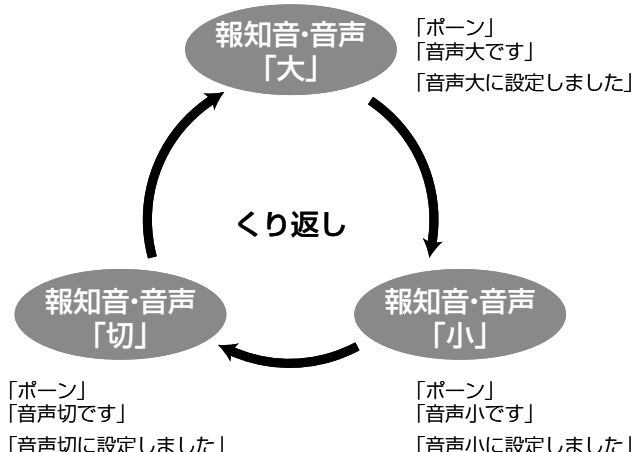 報知音・音声
「大」
「ポーン」
「音声大です」
「音声大に設定しました」
くり返し
報知音・音声
「切」
「ポーン」
「音声切です」
「音声切に設定しました」
報知音・音声
「小」
「ポーン」
「音声小です」
「音声小に設定しました」